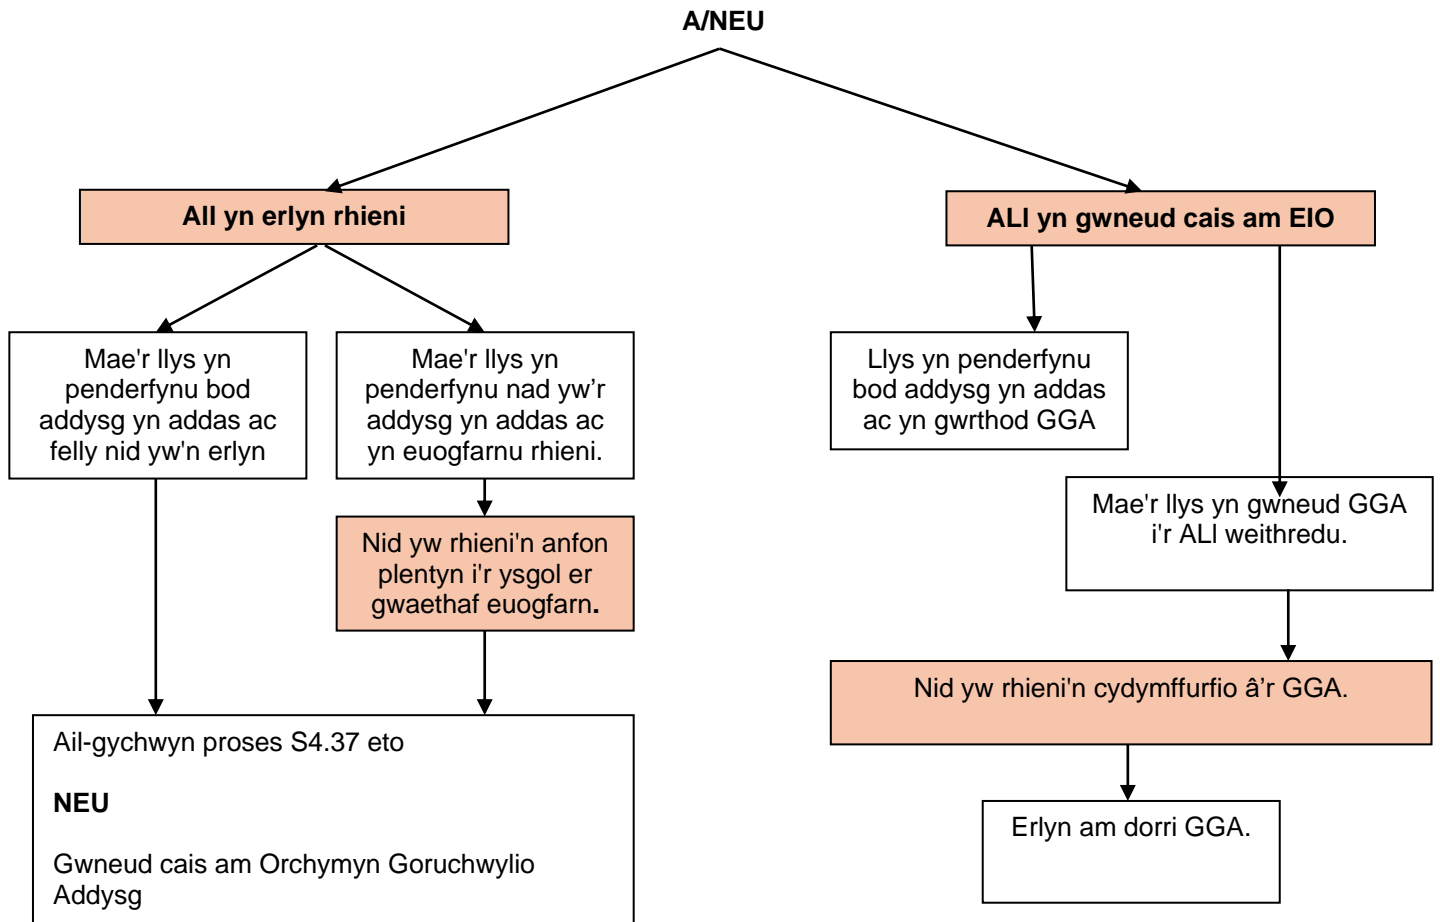 A/NEU
All yn erlyn rhieni
ALI yn gwneud cais am EIO
Mae'r llys yn
penderfynu bod
addysg yn addas ac
felly nid yw'n erlyn
Mae'r llys yn
penderfynu nad yw’r
addysg yn addas ac
yn euogfarnu rhieni.
Llys yn penderfynu
bod addysg yn addas
ac yn gwrthod GGA
Mae'r llys yn gwneud GGA
i'r ALl weithredu.
Nid yw rhieni'n anfon
plentyn i'r ysgol er
gwaethaf euogfarn.
Nid yw rhieni'n cydymffurfio â’r GGA.
Ail-gychwyn proses S4.37 eto
NEU
Gwneud cais am Orchymyn Goruchwylio
Addysg
Erlyn am dorri GGA.